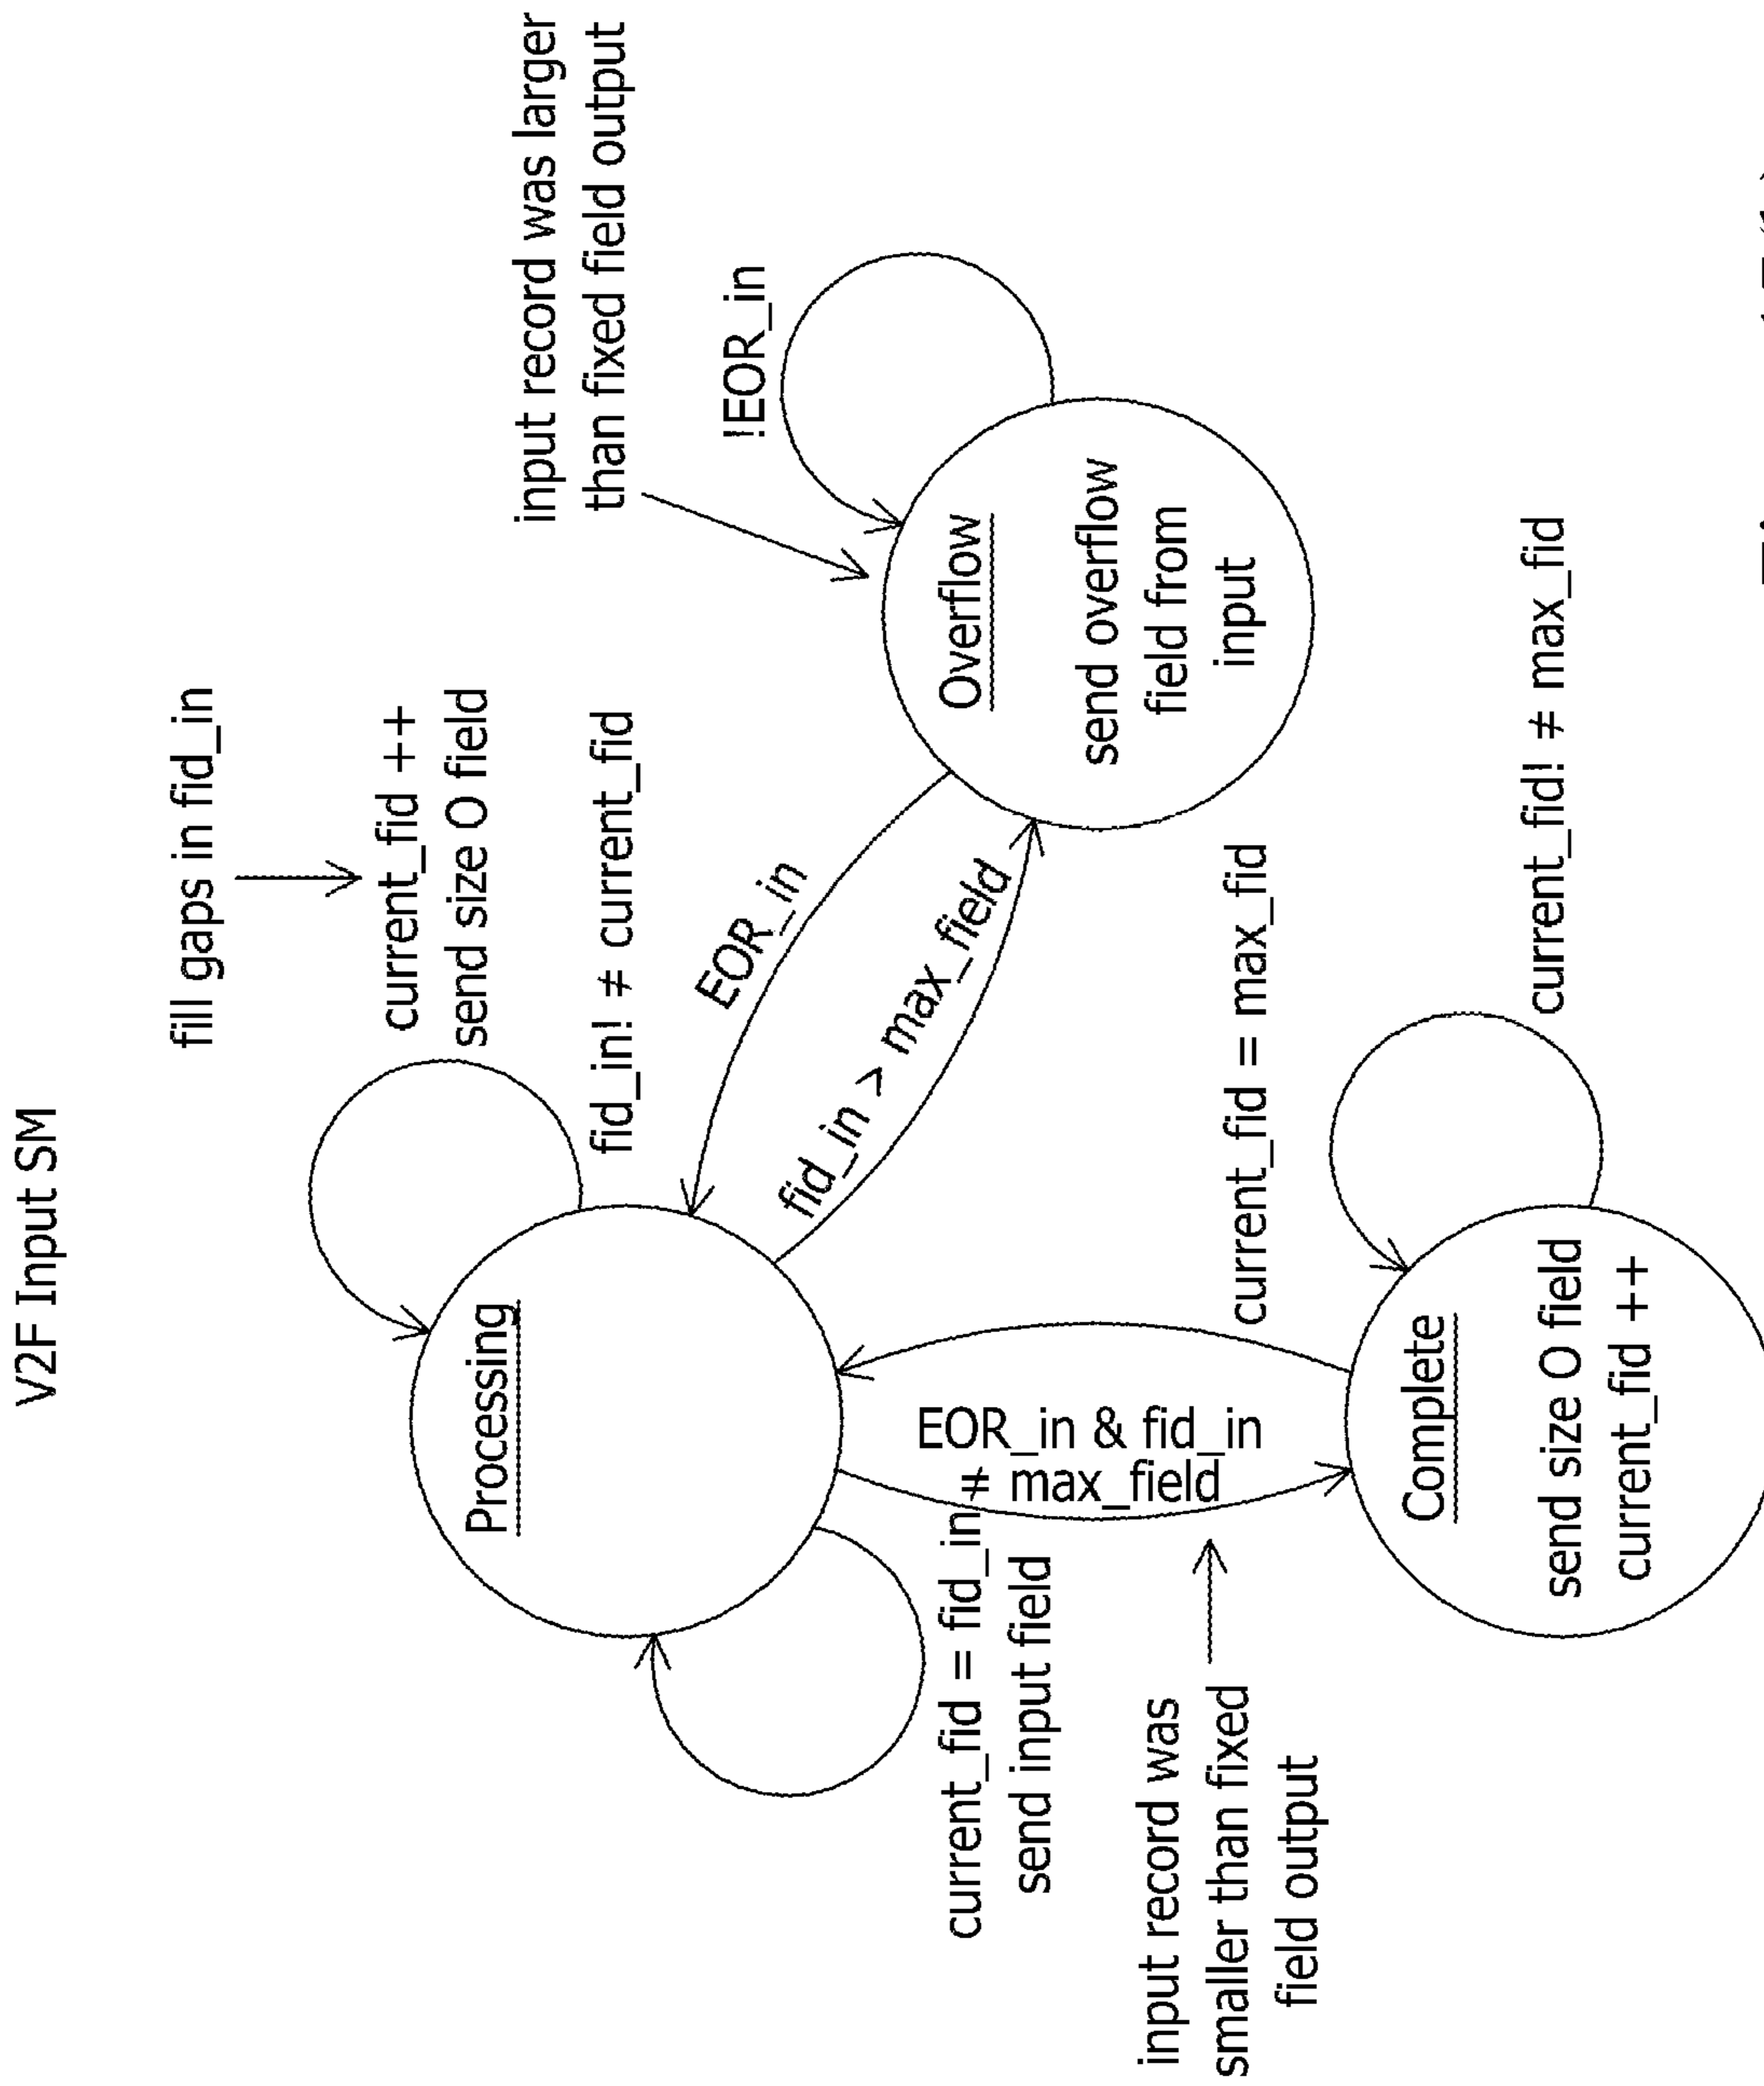 V2F Input SM
fill gaps in fid_in
current_fid ++
send size O field
fid_in! ≠ current_fid
input record was larger
than fixed field output
!EOR_in
Processing
EOR_in
fid_in > max_field
Overflow
send overflow
field from
input
current_fid = fid_in
send input field
EOR_in & fid_in
≠ max_field
current_fid = max_fid
input record was
smaller than fixed
field output
Complete
send size O field
current_fid ++
current_fid! ≠ max_fid